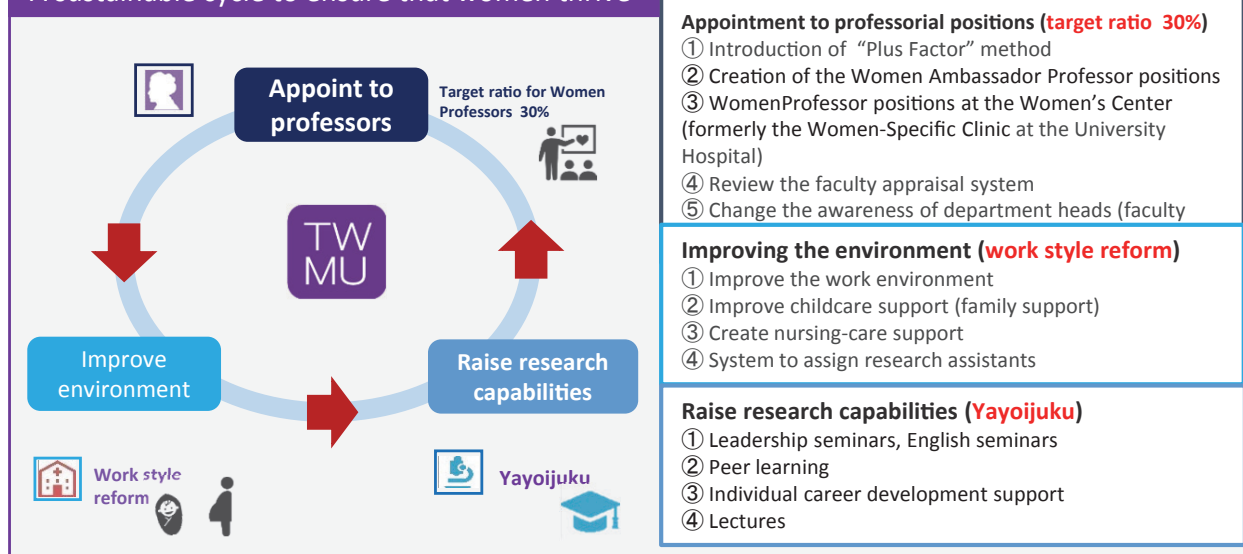 Appoint to
professors
Target ratio for Women
Professors 30%
TW
MU
Improve
environment
Raise research
capabilities
Work style
reform
Yayoijuku
Appointment to professorial positions (target ratio 30%)
① Introduction of “Plus Factor” method
② Creation of the Women Ambassador Professor positions
③ WomenProfessor positions at the Women’s Center
(formerly the Women-Specific Clinic at the University
Hospital)
④ Review the faculty appraisal system
⑤ Change the awareness of department heads (faculty
Improving the environment (work style reform)
① Improve the work environment
② Improve childcare support (family support)
③ Create nursing-care support
④ System to assign research assistants
Raise research capabilities (Yayoijuku)
① Leadership seminars, English seminars
② Peer learning
③ Individual career development support
④ Lectures